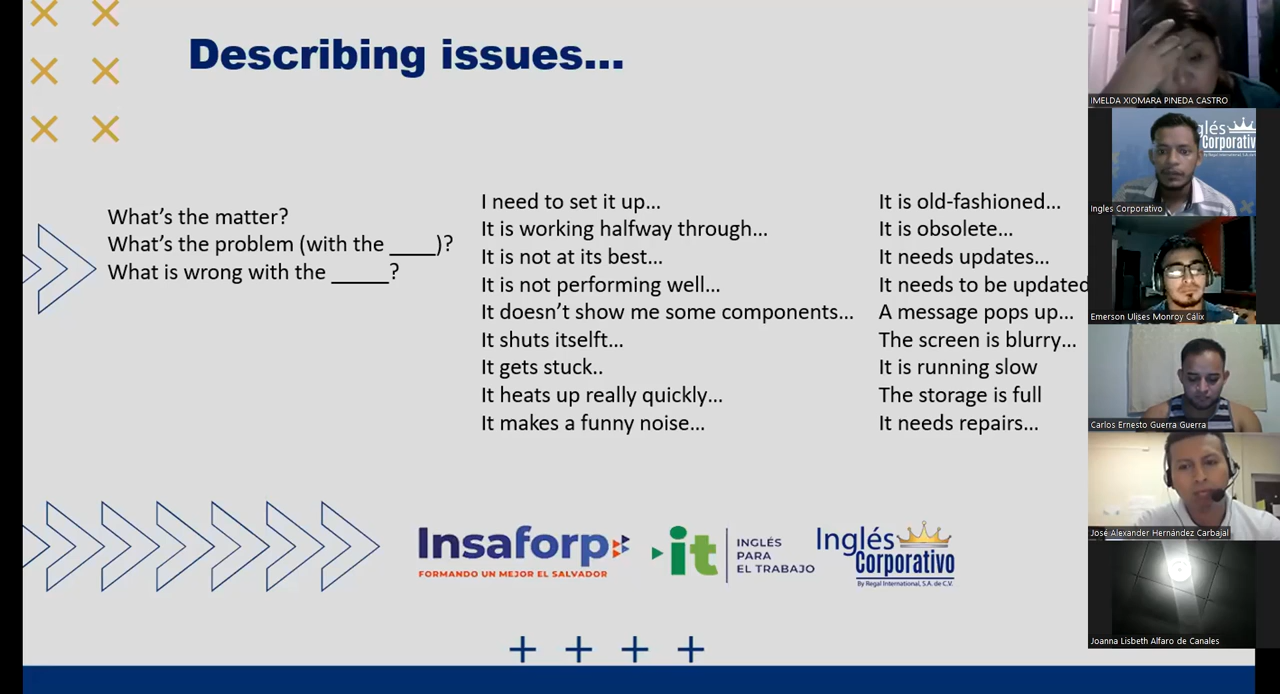 Describing issues...
What's the matter?
What's the problem (with the ____)?
What is wrong with the _____?
I need to set it up...
It is working halfway through...
It is not at its best...
It is not performing well...
It doesn't show me some components...
It shuts itselft...
It gets stuck..
It heats up really quickly...
It makes a funny noise...
It is old-fashioned...
It is obsolete...
It needs updates...
It needs to be updated
A message pops up...
The screen is blurry...
It is running slow
The storage is full
It needs repairs...
Insaforp
FORMANDO UN MEJOR EL SALVADOR
it
INGLÉS
PARA
EL TRABAJO
Inglés
Corporativo
By Regal International, S.A. de C.V.
IMELDA XIOMARA PINEDA CASTRO
glés
Corporativ
Ingles Corporativo
Emerson Ulises Monroy Cálix
Carlos Ernesto Guerra Guerra
José Alexander Hernández Carbajal
Joanna Lisbeth Alfaro de Canales